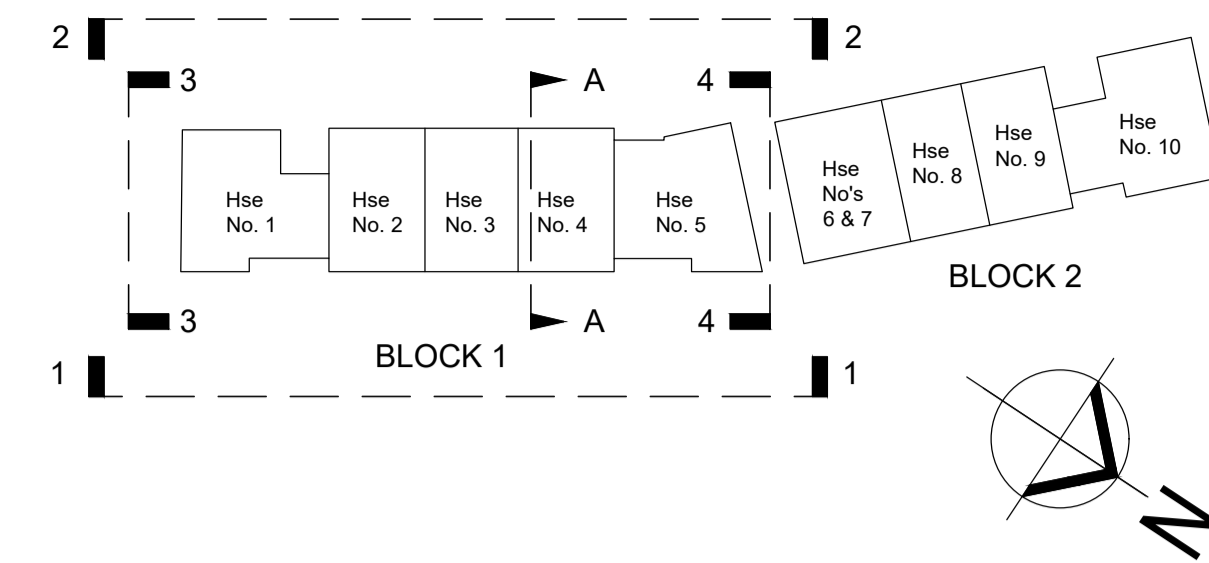 2
2
3
A
4
Hse
No. 1
Hse
No. 2
Hse
No. 3
Hse
No. 4
Hse
No. 5
Hse
No's
6 & 7
Hse
No. 8
Hse
No. 9
Hse
No. 10
BLOCK 2
3
A
4
BLOCK 1
1
1
N